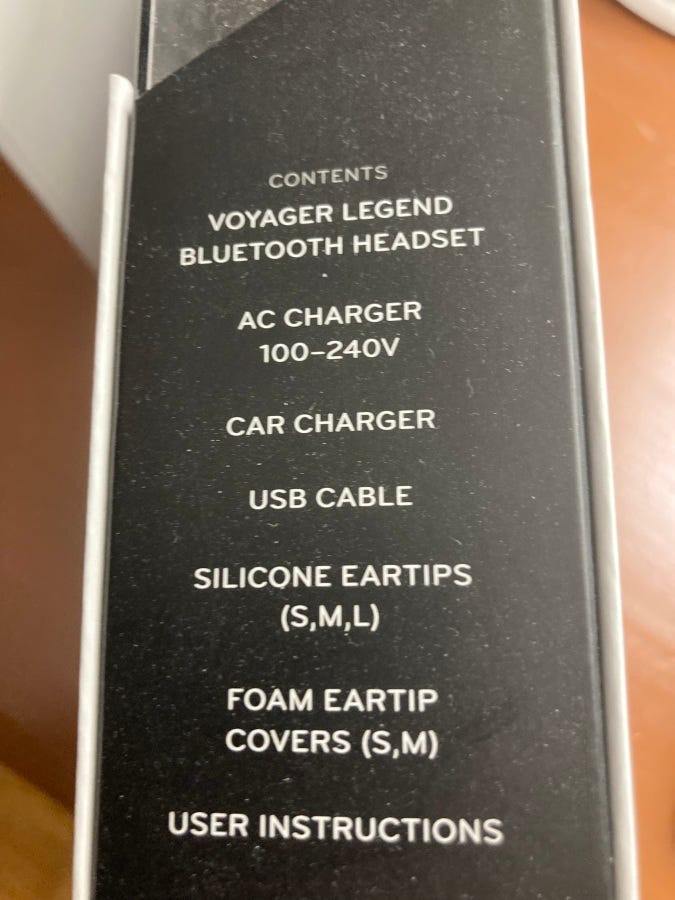 CONTENTS
VOYAGER LEGEND
BLUETOOTH HEADSET
AC CHARGER
100–240V
CAR CHARGER
USB CABLE
SILICONE EARTIPS
(S,M,L)
FOAM EARTIP
COVERS (S,M)
USER INSTRUCTIONS